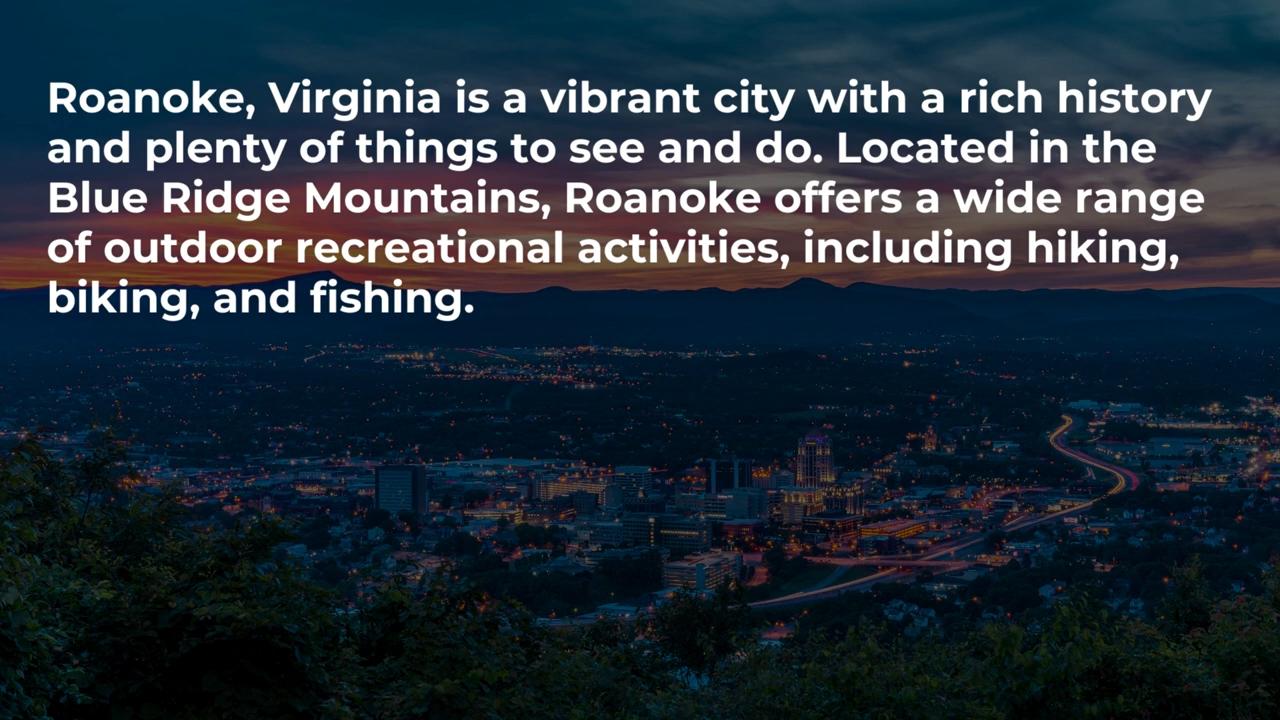 Roanoke, Virginia is a vibrant city with a rich history
and plenty of things to see and do. Located in the
Blue Ridge Mountains, Roanoke offers a wide range
of outdoor recreational activities, including hiking,
biking, and fishing.